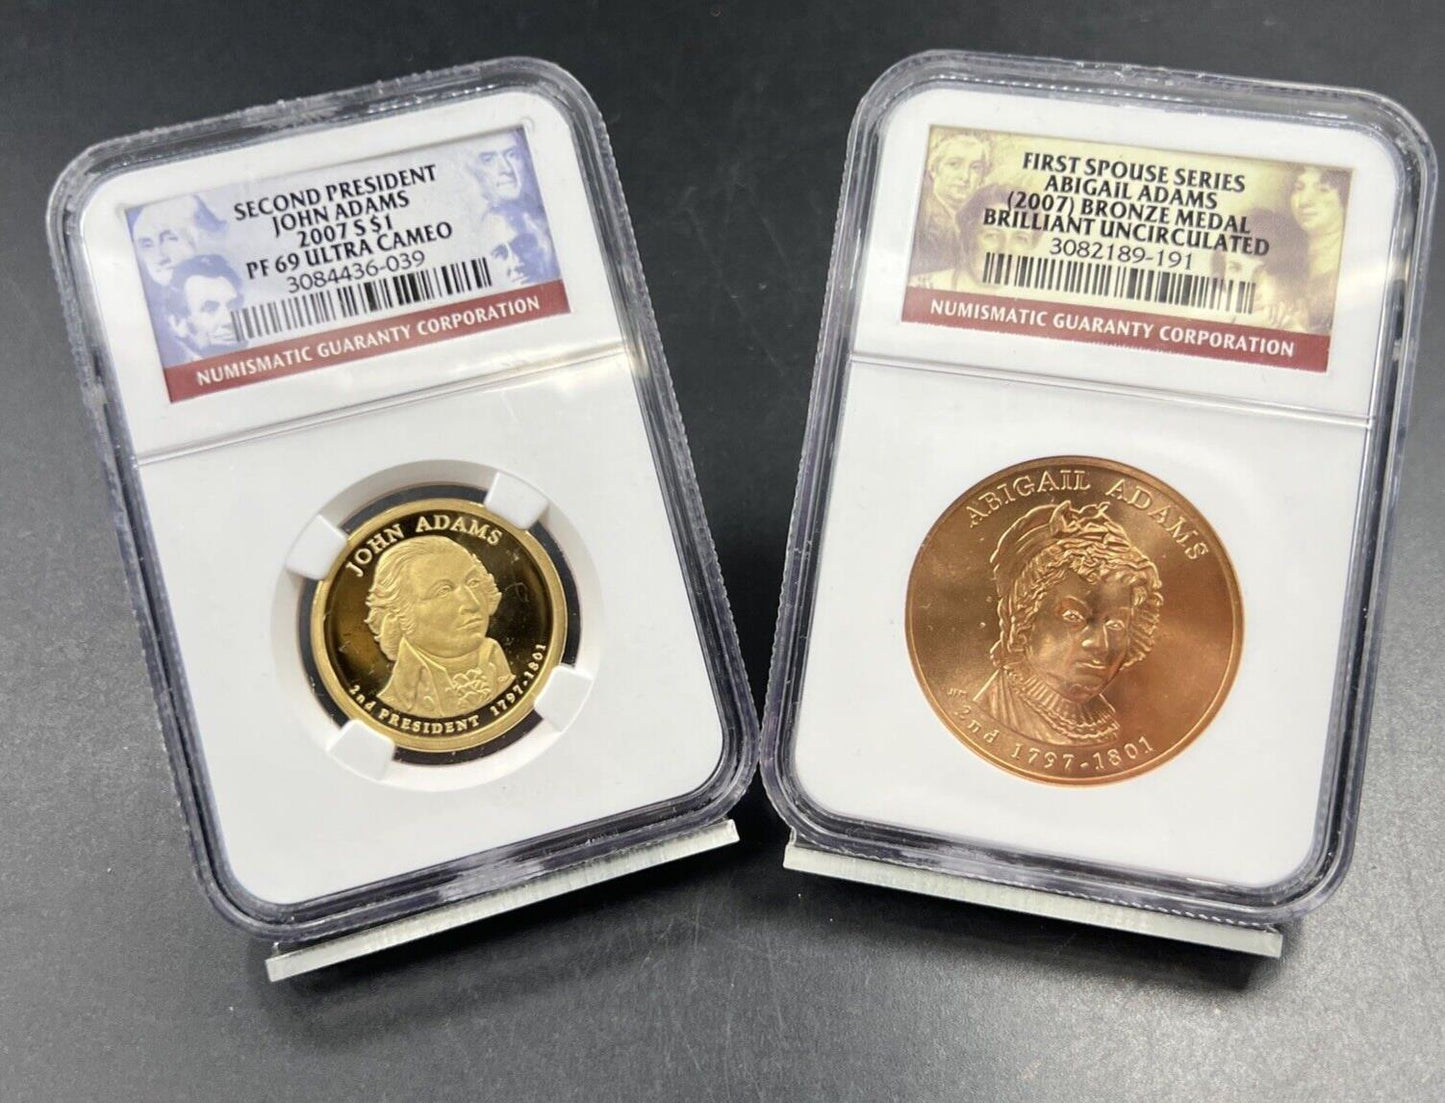 SECOND PRESIDENT
JOHN ADAMS
2007 S $1
PF 69 ULTRA CAMEO
3084436-039
NUMISMATIC GUARANTY CORPORATION
JOHN ADAMS
2nd PRESIDENT 1797-1801
FIRST SPOUSE SERIES
ABIGAIL ADAMS
(2007) BRONZE MEDAL
BRILLIANT UNCIRCULATED
3082189-191
NUMISMATIC GUARANTY CORPORATION
ABIGAIL ADAMS
2nd 1797-1801